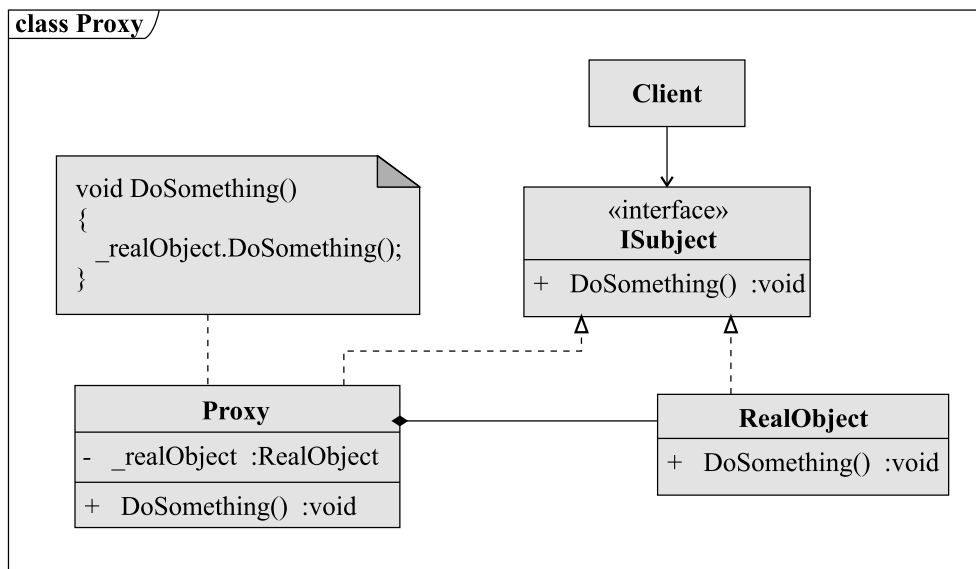 class Proxy
Client
void DoSomething()
{
_realObject.DoSomething();
}
«interface»
ISubject
+ DoSomething() :void
Proxy
- _realObject :RealObject
+ DoSomething() :void
RealObject
+ DoSomething() :void